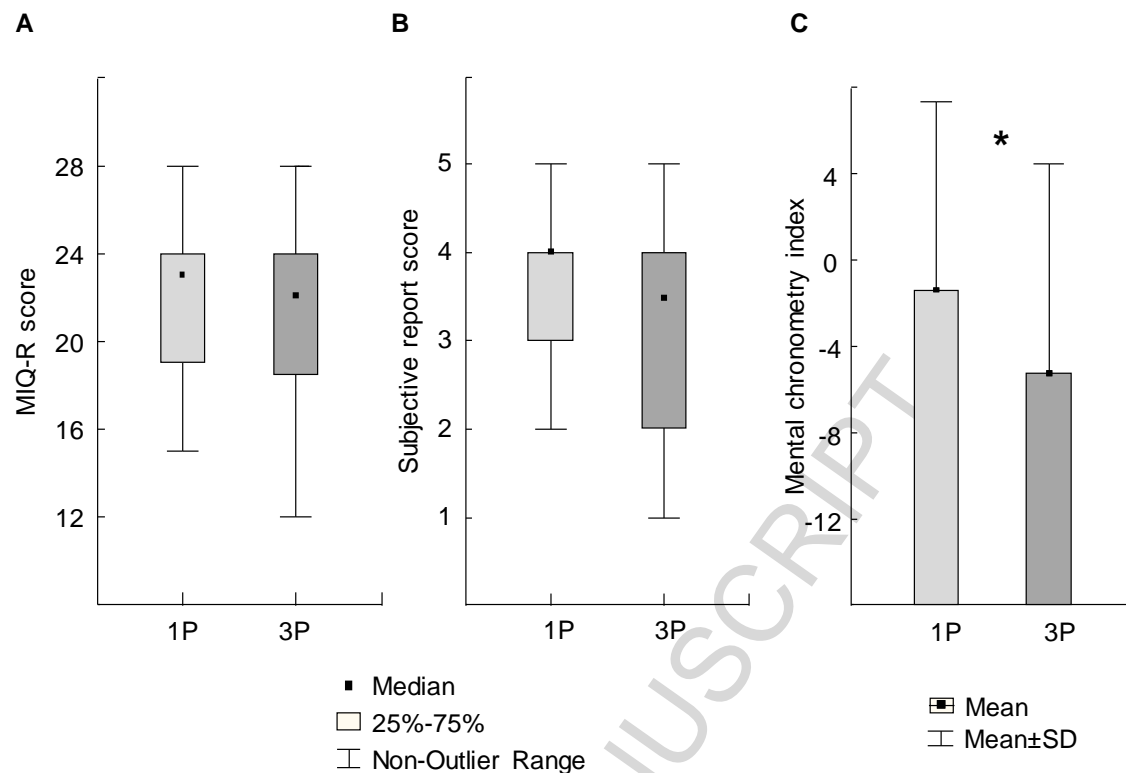 A
B
C
MIQ-R score
28
24
20
16
12
1P
3P
Subjective report score
5
4
3
2
1
1P
3P
Mental chronometry index
4
0
-4
-8
-12
*
1P
3P
Median
25%-75%
Non-Outlier Range
Mean
Mean±SD
USCRIPT